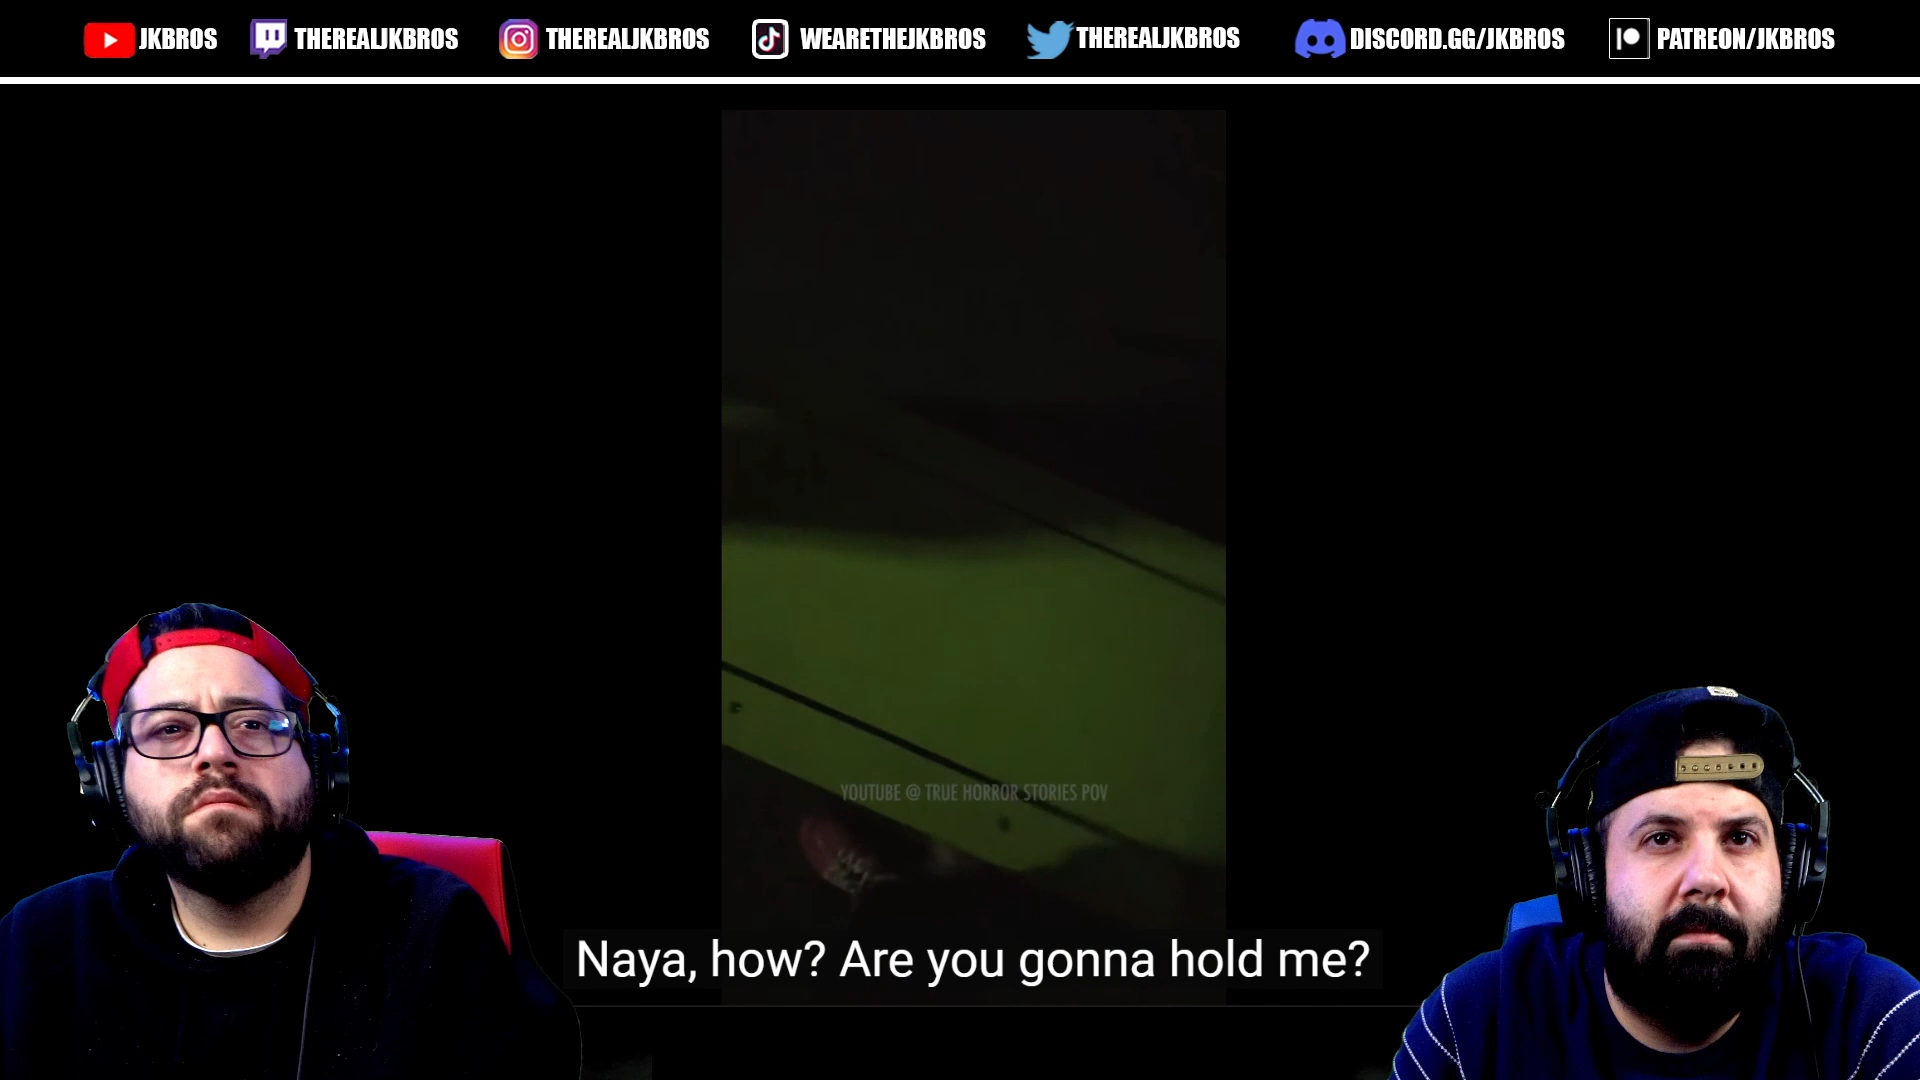 JKBROS THEREALJKBROS THEREALJKBROS WEARETHEJKBROS THEREALJKBROS DISCORD.GG/JKBROS PATREON/JKBROS
YOUTUBE @ TRUE HORROR STORIES POV
Naya, how? Are you gonna hold me?